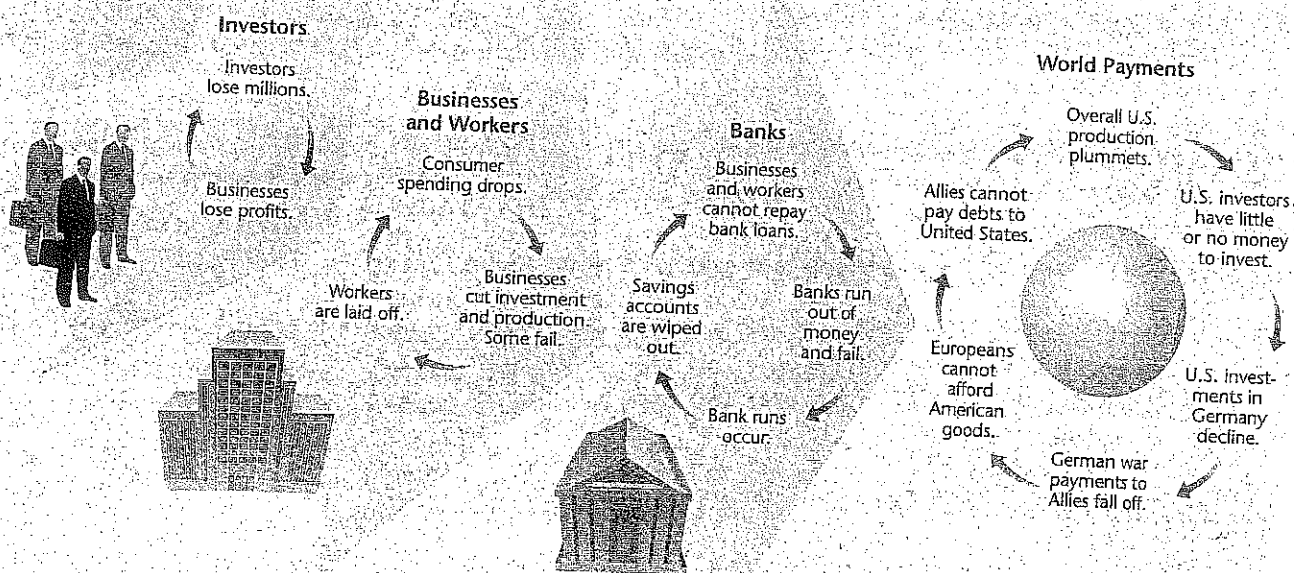 Investors
Investors
lose millions.
Businesses
lose profits.
Businesses
and Workers
Consumer
spending drops.
Businesses
cut investment
and production.
Some fail.
Workers
are laid off.
Banks
Businesses
and workers
cannot repay
bank loans.
Banks run
out of
money
and fail.
Bank runs
occur.
Savings
accounts
are wiped
out.
World Payments
Overall U.S.
production
plummets.
U.S. investors
have little
or no money
to invest.
U.S. invest-
ments in
Germany
decline.
German war
payments to
Allies fall off.
Europeans
cannot
afford
American
goods.
Allies cannot
pay debts to
United States.